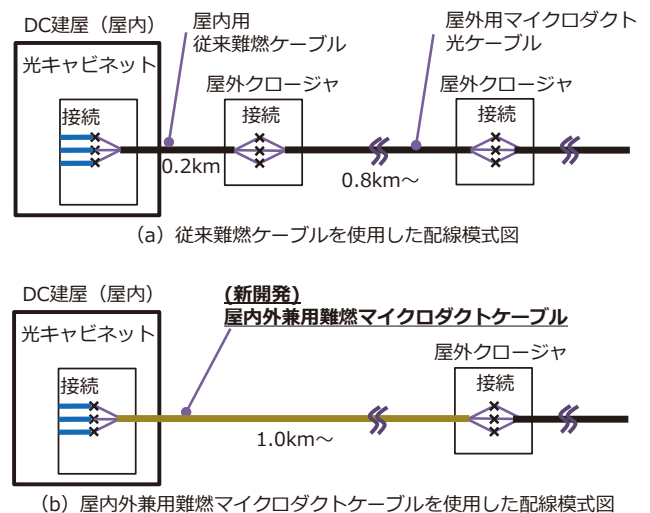 DC建屋（屋内）
屋内用
従来難燃ケーブル
屋外用マイクロダクト
光ケーブル
光キャビネット
屋外クロージャ
屋外クロージャ
接続
接続
接続
0.2km
0.8km～
（a）従来難燃ケーブルを使用した配線模式図
DC建屋（屋内）
(新開発)
屋内外兼用難燃マイクロダクトケーブル
光キャビネット
屋外クロージャ
接続
接続
1.0km～
（b）屋内外兼用難燃マイクロダクトケーブルを使用した配線模式図